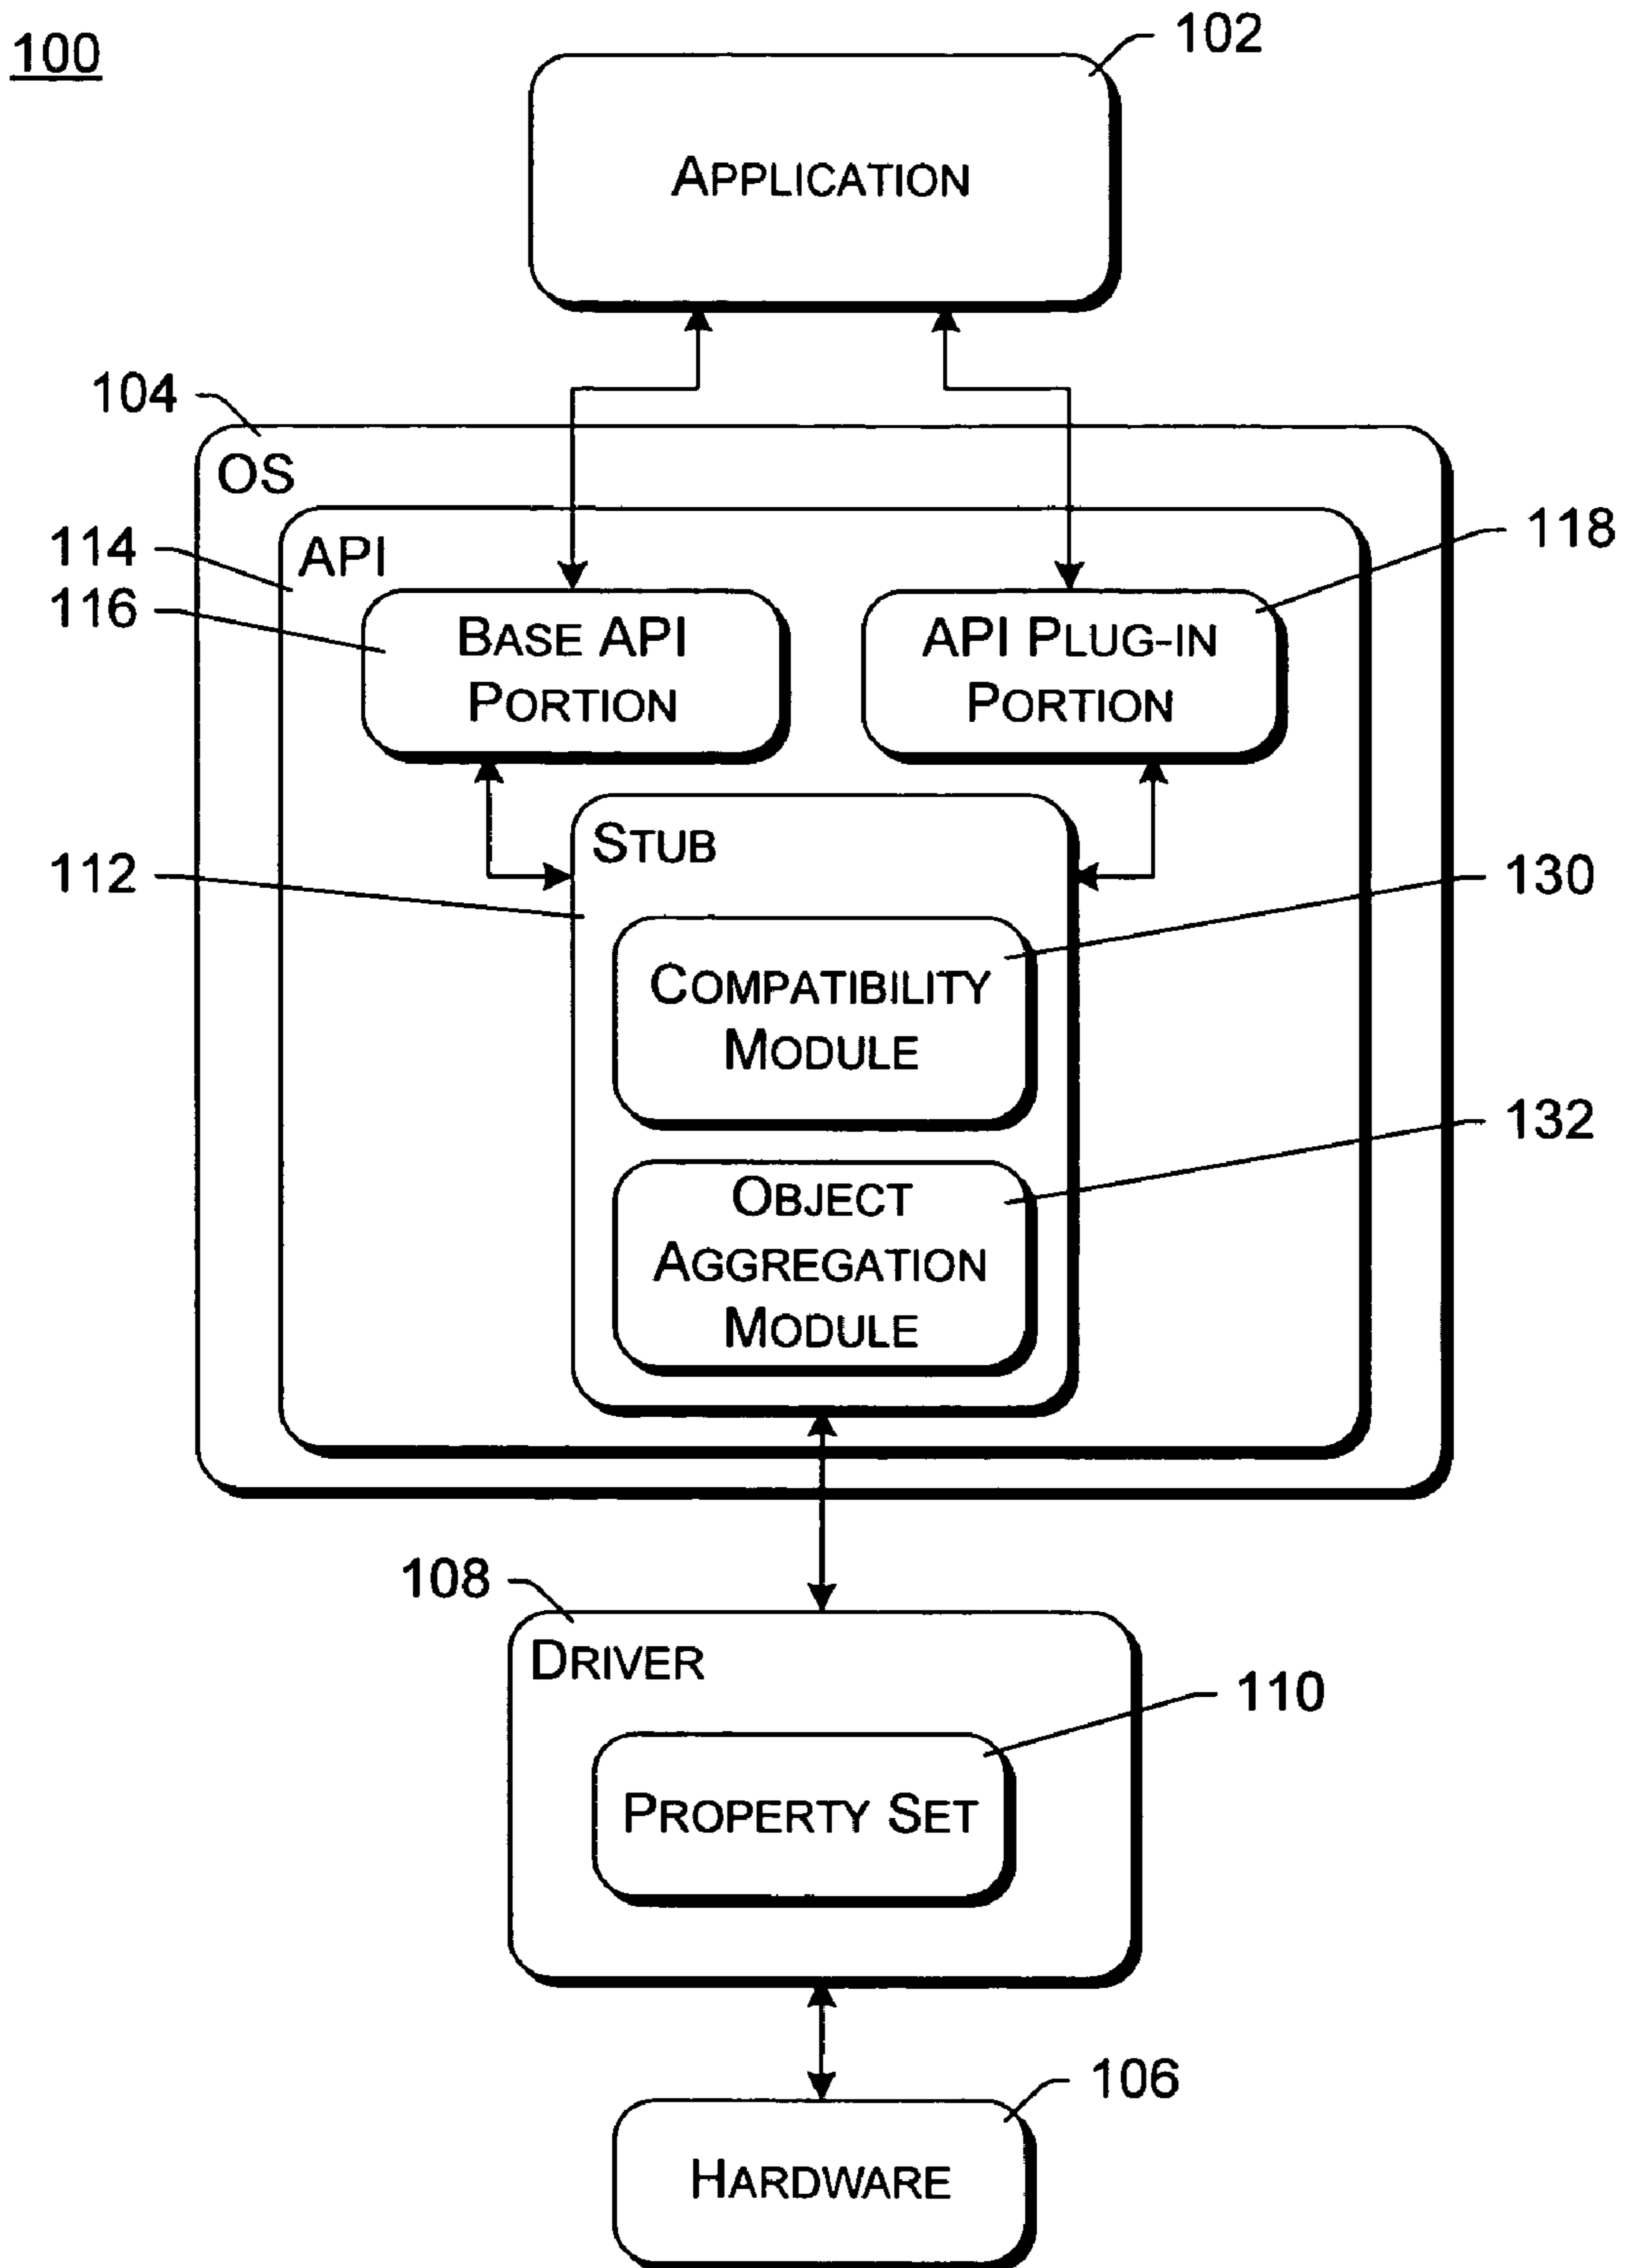 100
102
APPLICATION
104
OS
114
API
118
116
BASE API
PORTION
API PLUG-IN
PORTION
STUB
112
130
COMPATIBILITY
MODULE
132
OBJECT
AGGREGATION
MODULE
108
DRIVER
110
PROPERTY SET
106
HARDWARE